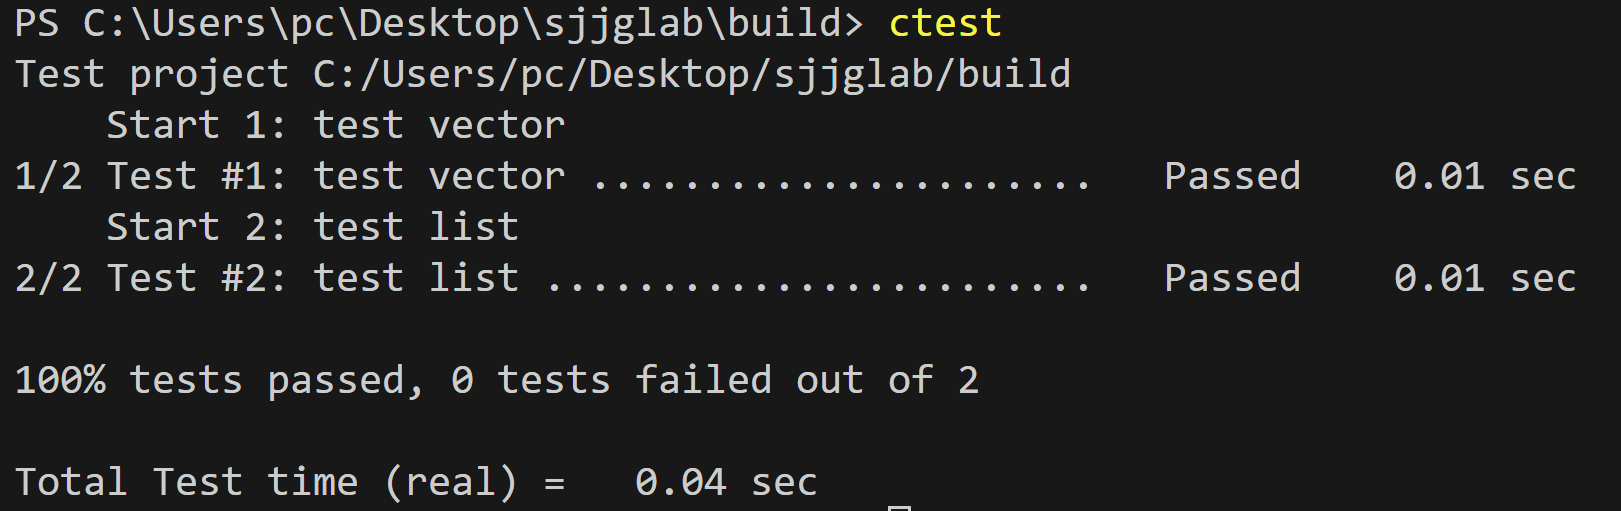 PS C:\Users\pc\Desktop\sjjglab\build> ctest
Test project C:/Users/pc/Desktop/sjjglab/build
    Start 1: test vector
1/2 Test #1: test vector ......................   Passed    0.01 sec
    Start 2: test list
2/2 Test #2: test list ........................   Passed    0.01 sec

100% tests passed, 0 tests failed out of 2

Total Test time (real) =   0.04 sec